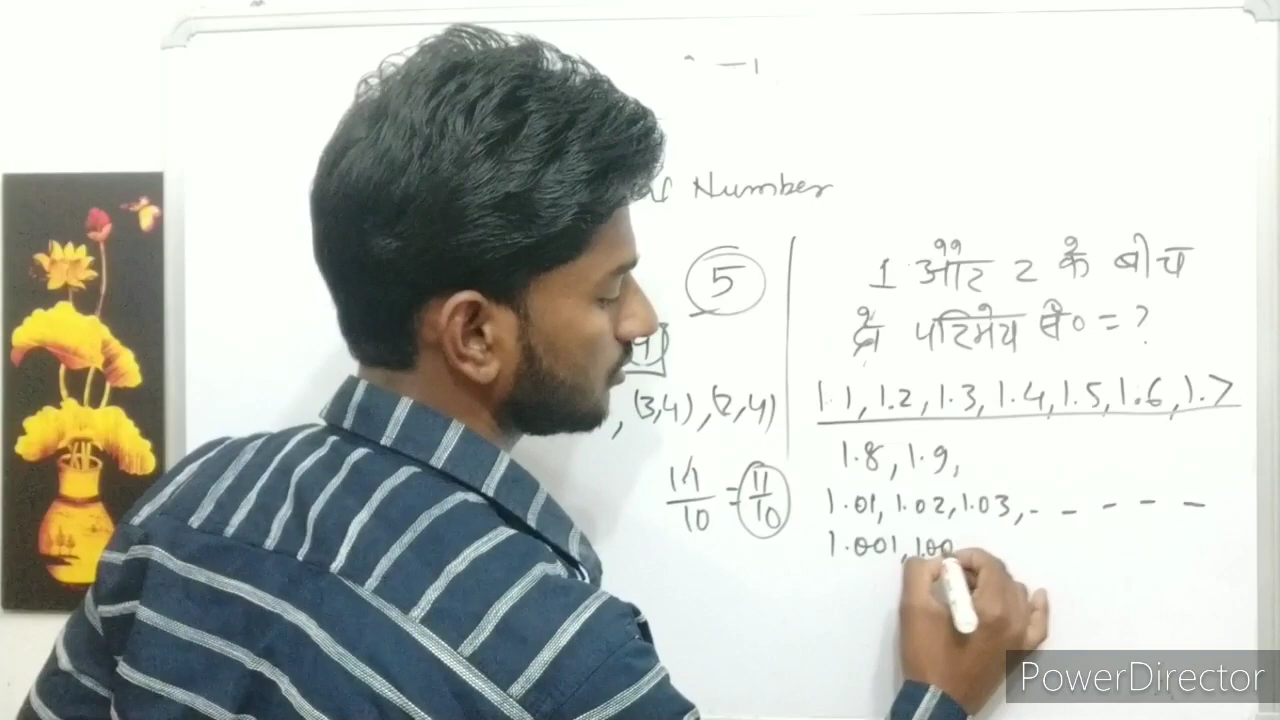 Number
5
, (3,4), (2,4)
1.1/10 = 11/10
1 और 2 के बीच
के परिमेय सं० = ?
1.1, 1.2, 1.3, 1.4, 1.5, 1.6, 1.7
1.8, 1.9,
1.01, 1.02, 1.03, - - - - -
1.001, 1.00
PowerDirector